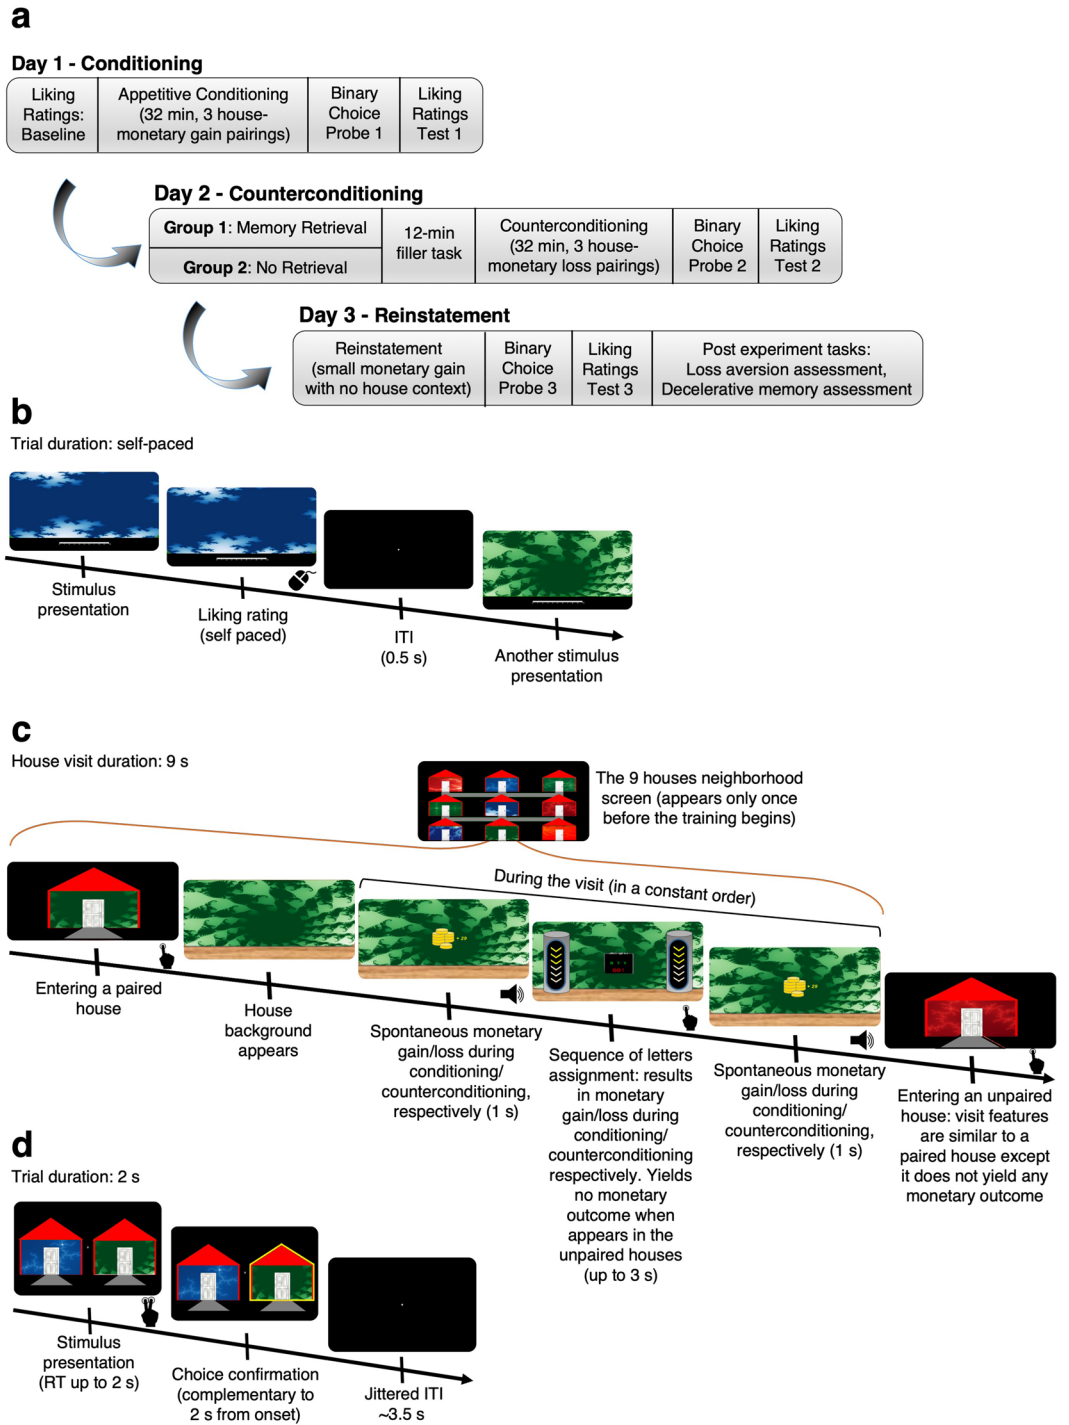 a
Day 1 - Conditioning
Liking
Ratings:
Baseline
Appetitive Conditioning
(32 min, 3 house-
monetary gain pairings)
Binary
Choice
Probe 1
Liking
Ratings
Test 1
Day 2 - Counterconditioning
Group 1: Memory Retrieval
Group 2: No Retrieval
12-min
filler task
Counterconditioning
(32 min, 3 house-
monetary loss pairings)
Binary
Choice
Probe 2
Liking
Ratings
Test 2
Day 3 - Reinstatement
Reinstatement
(small monetary gain
with no house context)
Binary
Choice
Probe 3
Liking
Ratings
Test 3
Post experiment tasks:
Loss aversion assessment,
Decelerative memory assessment
b
Trial duration: self-paced
Stimulus
presentation
Liking rating
(self paced)
ITI
(0.5 s)
Another stimulus
presentation
c
House visit duration: 9 s
The 9 houses neighborhood
screen (appears only once
before the training begins)
During the visit (in a constant order)
Entering a paired
house
House
background
appears
+ 29
Spontaneous monetary
gain/loss during
conditioning/
counterconditioning,
respectively (1 s)
Sequence of letters
assignment: results
in monetary
gain/loss during
conditioning/
counterconditioning
respectively. Yields
no monetary
outcome when
appears in the
unpaired houses
(up to 3 s)
+ 29
Spontaneous monetary
gain/loss during
conditioning/
counterconditioning,
respectively (1 s)
Entering an unpaired
house: visit features
are similar to a
paired house except
it does not yield any
monetary outcome
d
Trial duration: 2 s
Stimulus
presentation
(RT up to 2 s)
Choice confirmation
(complementary to
2 s from onset)
Jittered ITI
~3.5 s